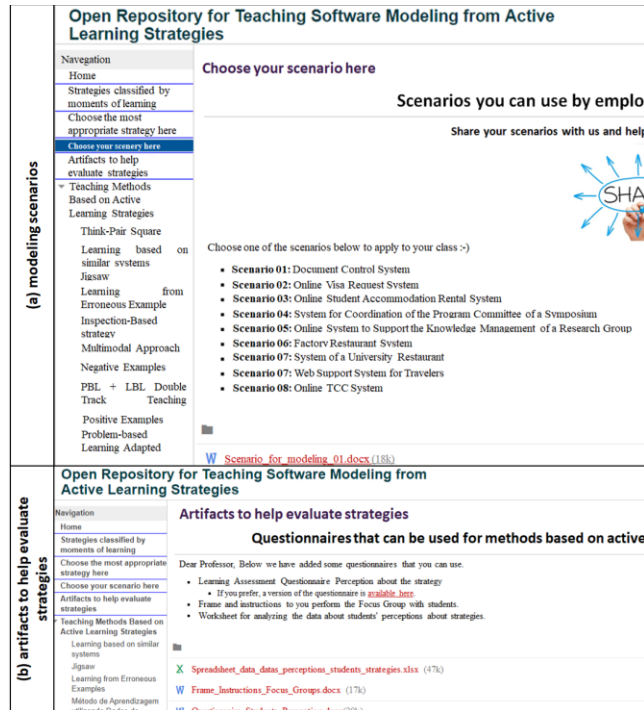 Open Repository for Teaching Software Modeling from Active
Learning Strategies
(a) modeling scenarios
Navigation
Home
Strategies classified by
moments of learning
Choose the most
appropriate strategy here
Choose your scenery here
Artifacts to help
evaluate strategies
Teaching Methods
Based on Active
Learning Strategies
Think-Pair Square
Learning based on
similar systems
Jigsaw
Learning from
Erroneous Example
Inspection-Based
strategy
Multimodal Approach
Negative Examples
PBL + LBL Double
Track Teaching
Positive Examples
Problem-based
Learning Adapted
Choose your scenario here
Scenarios you can use by emplo
Share your scenarios with us and help
SHA
Choose one of the scenarios below to apply to your class :-)
• Scenario 01: Document Control System
• Scenario 02: Online Visa Request System
• Scenario 03: Online Student Accommodation Rental System
• Scenario 04: System for Coordination of the Program Committee of a Symposium
• Scenario 05: Online System to Support the Knowledge Management of a Research Group
• Scenario 06: Factory Restaurant System
• Scenario 07: System of a University Restaurant
• Scenario 07: Web Support System for Travelers
• Scenario 08: Online TCC System
W Scenario_for_modeling_01.docx (18k)
(b) artifacts to help evaluate
strategies
Open Repository for Teaching Software Modeling from
Active Learning Strategies
Navigation
Home
Strategies classified by
moments of learning
Choose the most appropriate
strategy here
Choose your scenario here
Artifacts to help evaluate
strategies
Teaching Methods Based on
Active Learning Strategies
Learning based on similar
systems
Jigsaw
Learning from Erroneous
Examples
Método de Aprendizagem
Artifacts to help evaluate strategies
Questionnaires that can be used for methods based on active
Dear Professor, Below we have added some questionnaires that you can use.
• Learning Assessment Questionnaire Perception about the strategy
• If you prefer, a version of the questionnaire is available here.
• Frame and instructions to you perform the Focus Group with students.
• Worksheet for analyzing the data about students' perceptions about strategies.
X Spreadsheet_data_datas_perceptions_students_strategies.xlsx (47k)
W Frame_Instructions_Focus_Groups.docx (17k)